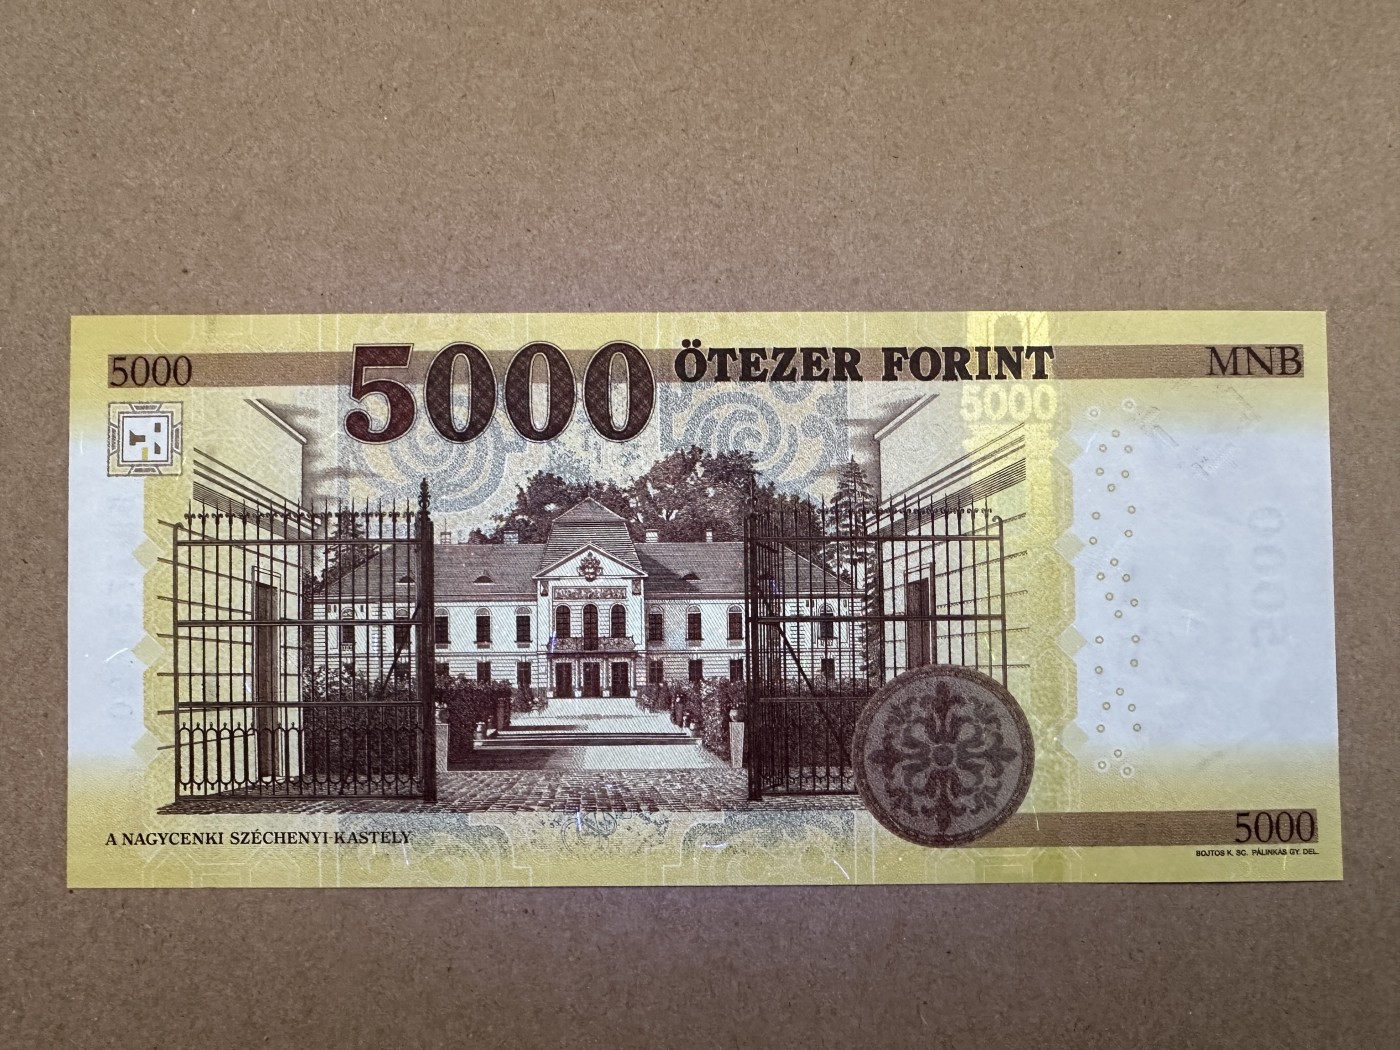 5000
5000
ÖTEZER FORINT
MNB
5000
A NAGYCENKI SZÉCHENYI-KASTÉLY
5000
BOJTOS K. SC. PÁLINKÁS GY. DEL.